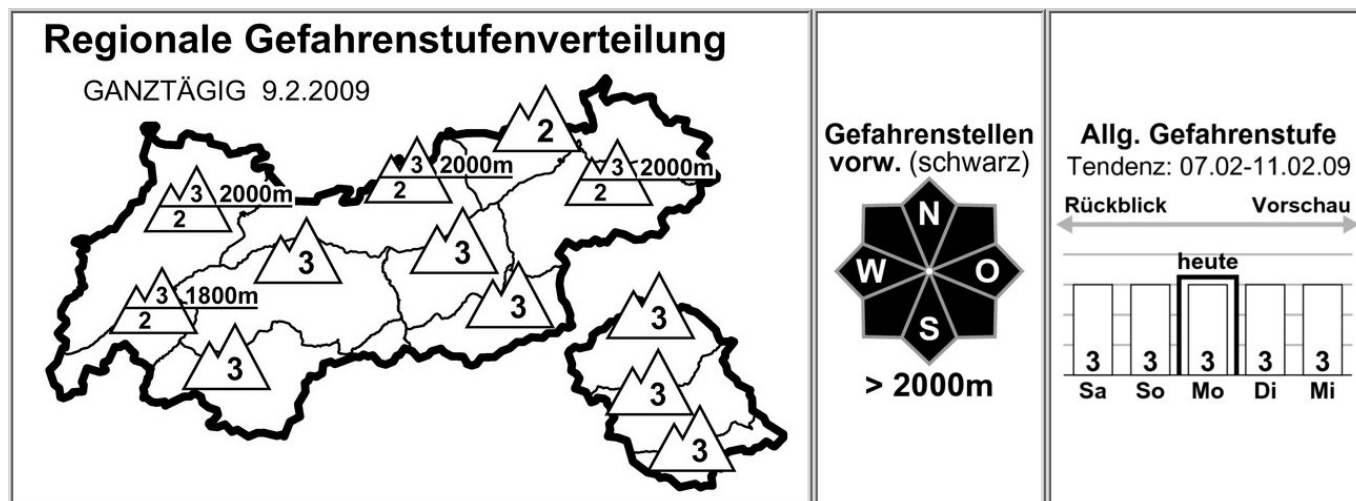 Regionale Gefahrenstufenverteilung
GANZTÄGIG 9.2.2009
2
3 2000m
2
3 2000m
2
3 2000m
2
3
3
3 1800m
2
3
3
3
3
3
Gefahrenstellen
vorw. (schwarz)
N
W O
S
> 2000m
Allg. Gefahrenstufe
Tendenz: 07.02-11.02.09
Rückblick Vorschau
heute
3 3 3 3 3
Sa So Mo Di Mi